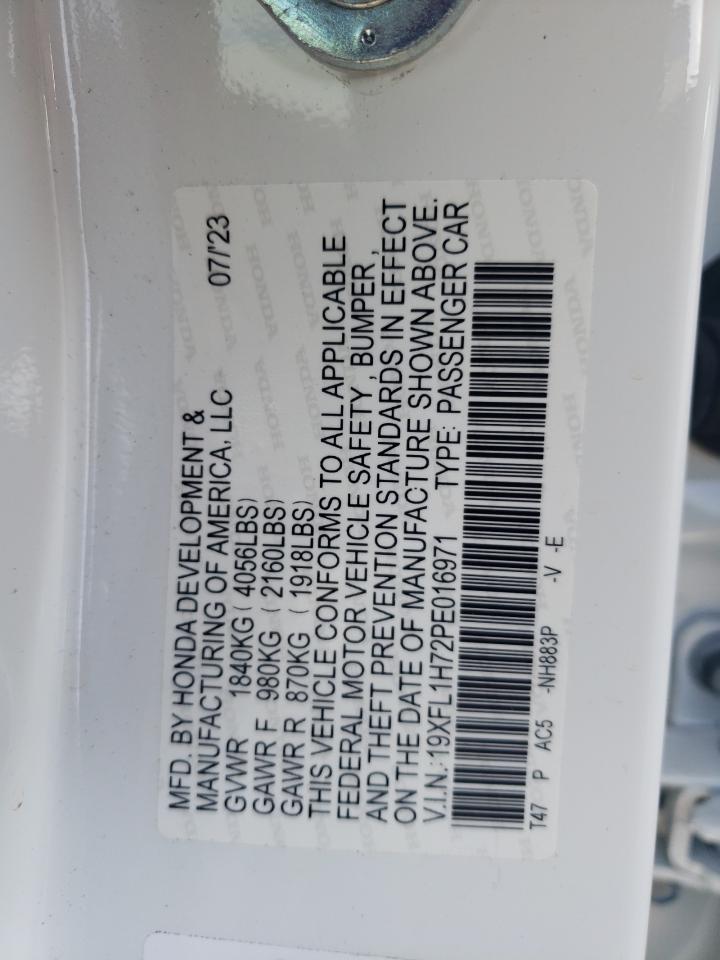 MFD. BY HONDA DEVELOPMENT &
MANUFACTURING OF AMERICA, LLC 07/'23
GVWR 1840KG ( 4056LBS)
GAWR F 980KG ( 2160LBS)
GAWR R 870KG ( 1918LBS)
THIS VEHICLE CONFORMS TO ALL APPLICABLE
FEDERAL MOTOR VEHICLE SAFETY , BUMPER ,
AND THEFT PREVENTION STANDARDS IN EFFECT
ON THE DATE OF MANUFACTURE SHOWN ABOVE.
V.I.N.: 19XFL1H72PE016971 TYPE: PASSENGER CAR
T47 P AC5 -NH883P -V -E